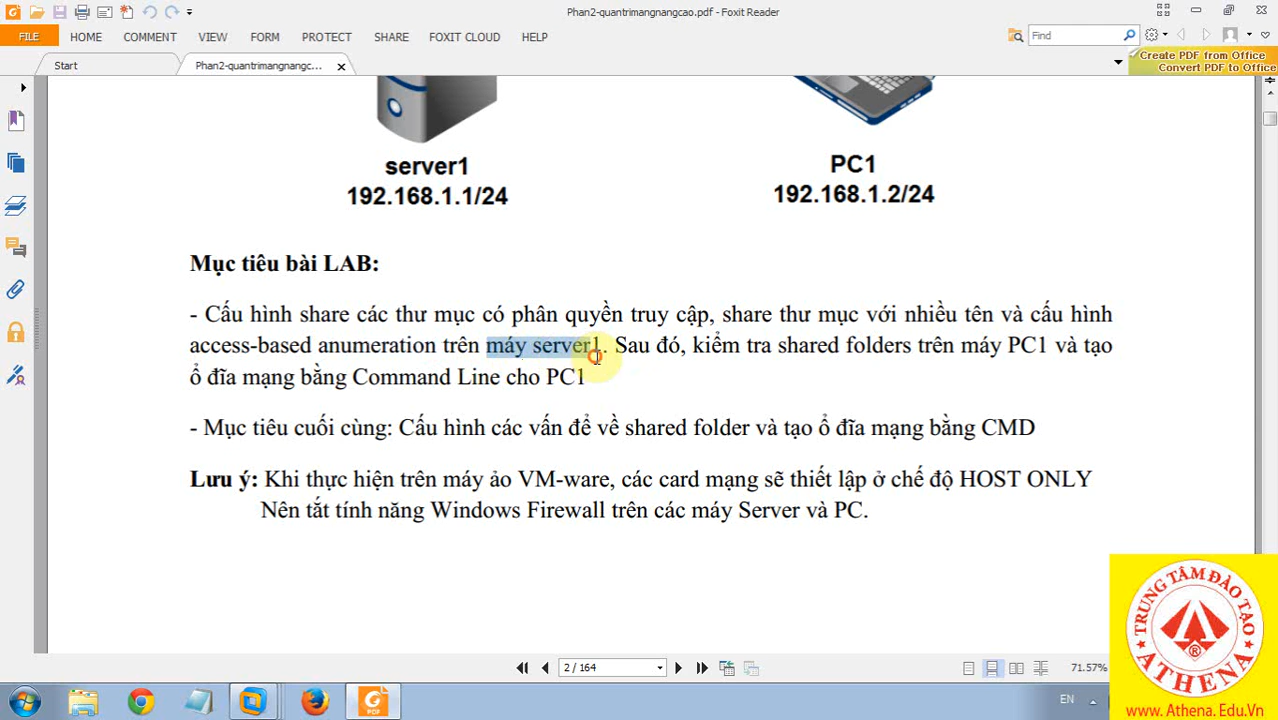 Phan2-quantrimangnangcao.pdf - Foxit Reader
FILE HOME COMMENT VIEW FORM PROTECT SHARE FOXIT CLOUD HELP Find
Start Phan2-quantrimangnangc...
Create PDF from Office
Convert PDF to Office
server1 PC1
192.168.1.1/24 192.168.1.2/24
Mục tiêu bài LAB:
- Cấu hình share các thư mục có phân quyền truy cập, share thư mục với nhiều tên và cấu hình
access-based anumeration trên máy server1. Sau đó, kiểm tra shared folders trên máy PC1 và tạo
ổ đĩa mạng bằng Command Line cho PC1
- Mục tiêu cuối cùng: Cấu hình các vấn để về shared folder và tạo ổ đĩa mạng bằng CMD
Lưu ý: Khi thực hiện trên máy ảo VM-ware, các card mạng sẽ thiết lập ở chế độ HOST ONLY
Nên tắt tính năng Windows Firewall trên các máy Server và PC.
TRUNG TÂM ĐÀO TẠO
®
ATHENA
2 / 164 71.57%
EN
www.Athena.Edu.Vn